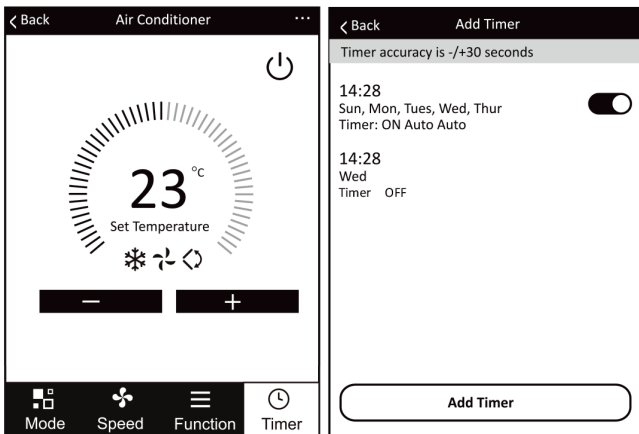 Back Air Conditioner ...
23 °C
Set Temperature
Mode Speed Function Timer
Back Add Timer
Timer accuracy is -/+30 seconds
14:28
Sun, Mon, Tues, Wed, Thur
Timer: ON Auto Auto
14:28
Wed
Timer OFF
Add Timer